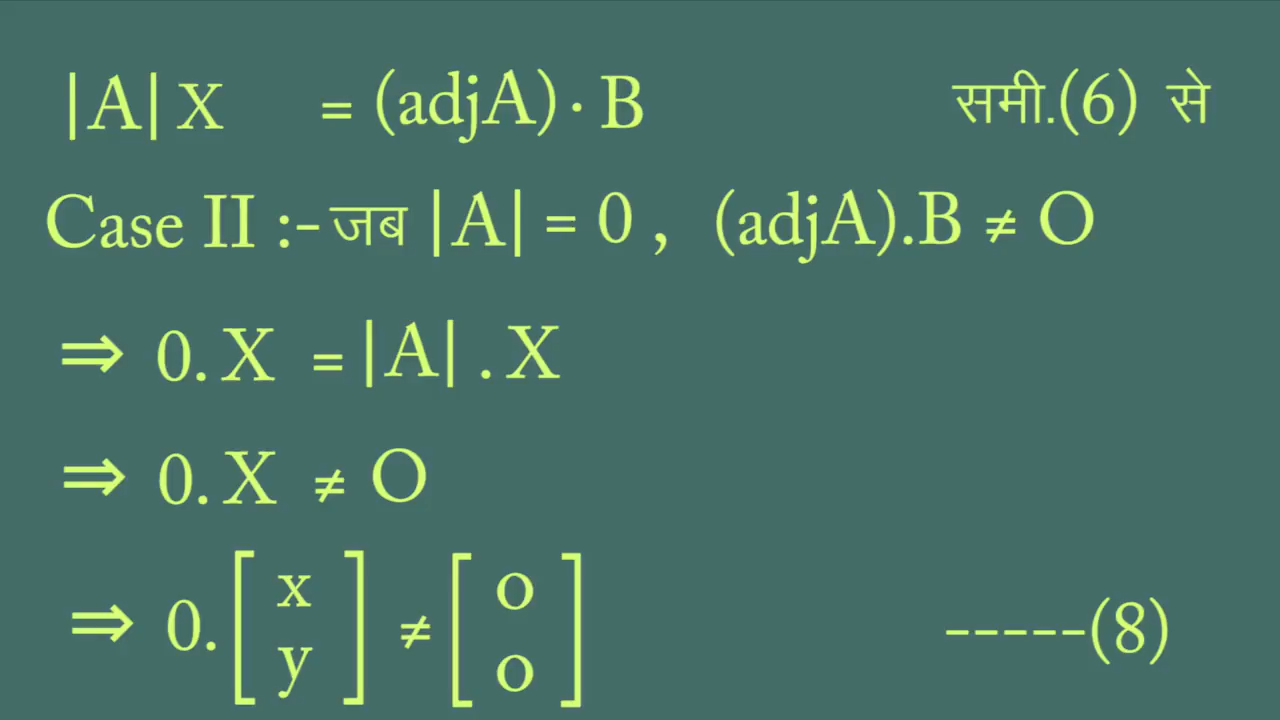 |A| X = (adjA) · B समी.(6) से
Case II :- जब |A| = 0 , (adjA).B ≠ O
⇒ 0. X = |A| . X
⇒ 0. X ≠ O
⇒ 0. [ x y ] ≠ [ o o ] -----(8)